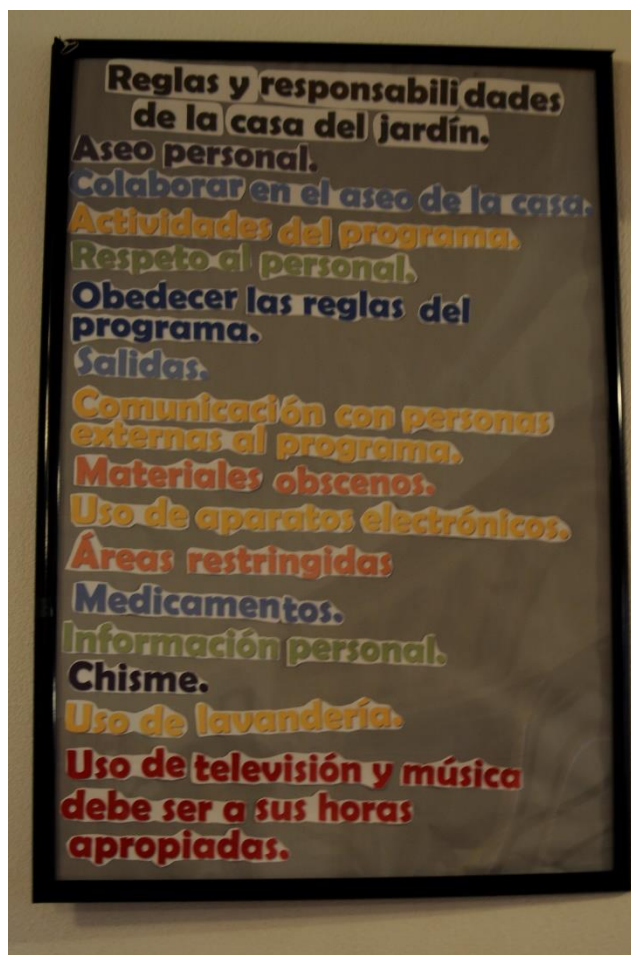 Reglas y responsabilidades
de la casa del jardín.
Aseo personal.
Colaborar en el aseo de la casa.
Actividades del programa.
Respeto al personal.
Obedecer las reglas del
programa.
Salidas.
Comunicación con personas
externas al programa.
Materiales obscenos.
Uso de aparatos electrónicos.
Áreas restringidas
Medicamentos.
Información personal.
Chisme.
Uso de lavandería.
Uso de televisión y música
debe ser a sus horas
apropiadas.